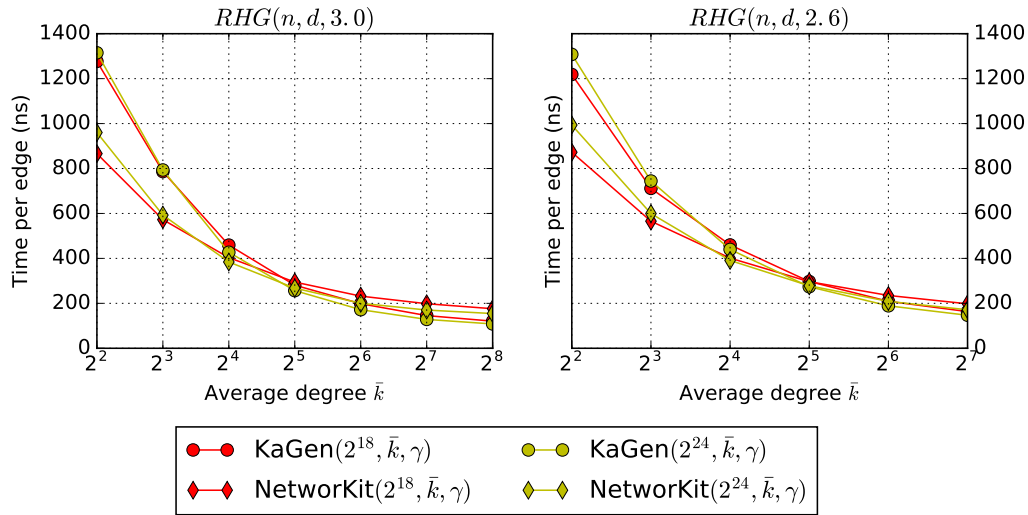 RHG(n, d, 3.0)
RHG(n, d, 2.6)
1400
1200
1000
800
600
400
200
0
Time per edge (ns)
2^2 2^3 2^4 2^5 2^6 2^7 2^8
Average degree k̄
Time per edge (ns)
2^2 2^3 2^4 2^5 2^6 2^7
Average degree k̄
1400
1200
1000
800
600
400
200
0
KaGen(2^18, k̄, γ)
KaGen(2^24, k̄, γ)
NetworKit(2^18, k̄, γ)
NetworKit(2^24, k̄, γ)